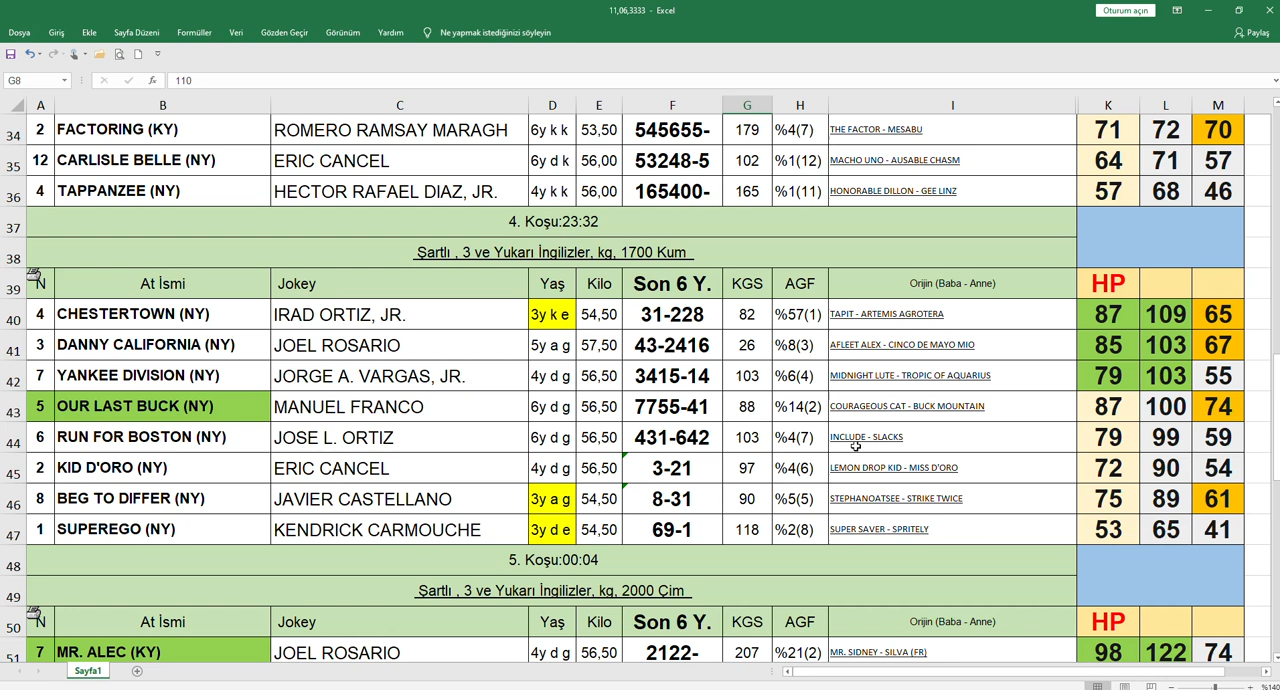 11,06,3333 - Excel
Oturum açın
Dosya Giriş Ekle Sayfa Düzeni Formüller Veri Gözden Geçir Görünüm Yardım Ne yapmak istediğinizi söyleyin Paylaş
G8 fx 110
A B C D E F G H I K L M
34 2 FACTORING (KY) ROMERO RAMSAY MARAGH 6y k k 53,50 545655- 179 %4(7) THE FACTOR - MESABU 71 72 70
35 12 CARLISLE BELLE (NY) ERIC CANCEL 6y d k 56,00 53248-5 102 %1(12) MACHO UNO - AUSABLE CHASM 64 71 57
36 4 TAPPANZEE (NY) HECTOR RAFAEL DIAZ, JR. 4y k k 56,00 165400- 165 %1(11) HONORABLE DILLON - GEE LINZ 57 68 46
37 4. Koşu:23:32
38 Şartlı , 3 ve Yukarı İngilizler, kg, 1700 Kum
39 N At İsmi Jokey Yaş Kilo Son 6 Y. KGS AGF Orijin (Baba - Anne) HP
40 4 CHESTERTOWN (NY) IRAD ORTIZ, JR. 3y k e 54,50 31-228 82 %57(1) TAPIT - ARTEMIS AGROTERA 87 109 65
41 3 DANNY CALIFORNIA (NY) JOEL ROSARIO 5y a g 57,50 43-2416 26 %8(3) AFLEET ALEX - CINCO DE MAYO MIO 85 103 67
42 7 YANKEE DIVISION (NY) JORGE A. VARGAS, JR. 4y d g 56,50 3415-14 103 %6(4) MIDNIGHT LUTE - TROPIC OF AQUARIUS 79 103 55
43 5 OUR LAST BUCK (NY) MANUEL FRANCO 6y d g 56,50 7755-41 88 %14(2) COURAGEOUS CAT - BUCK MOUNTAIN 87 100 74
44 6 RUN FOR BOSTON (NY) JOSE L. ORTIZ 6y d g 56,50 431-642 103 %4(7) INCLUDE - SLACKS 79 99 59
45 2 KID D'ORO (NY) ERIC CANCEL 4y d g 56,50 3-21 97 %4(6) LEMON DROP KID - MISS D'ORO 72 90 54
46 8 BEG TO DIFFER (NY) JAVIER CASTELLANO 3y a g 54,50 8-31 90 %5(5) STEPHANOATSEE - STRIKE TWICE 75 89 61
47 1 SUPEREGO (NY) KENDRICK CARMOUCHE 3y d e 54,50 69-1 118 %2(8) SUPER SAVER - SPRITELY 53 65 41
48 5. Koşu:00:04
49 Şartlı , 3 ve Yukarı İngilizler, kg, 2000 Çim
50 N At İsmi Jokey Yaş Kilo Son 6 Y. KGS AGF Orijin (Baba - Anne) HP
51 7 MR. ALEC (KY) JOEL ROSARIO 4y d g 56,50 2122- 207 %21(2) MR. SIDNEY - SILVA (FR) 98 122 74
Sayfa1
%140